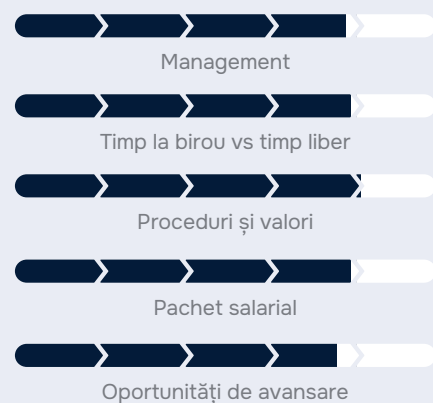 Management
Timp la birou vs timp liber
Proceduri și valori
Pachet salarial
Oportunități de avansare